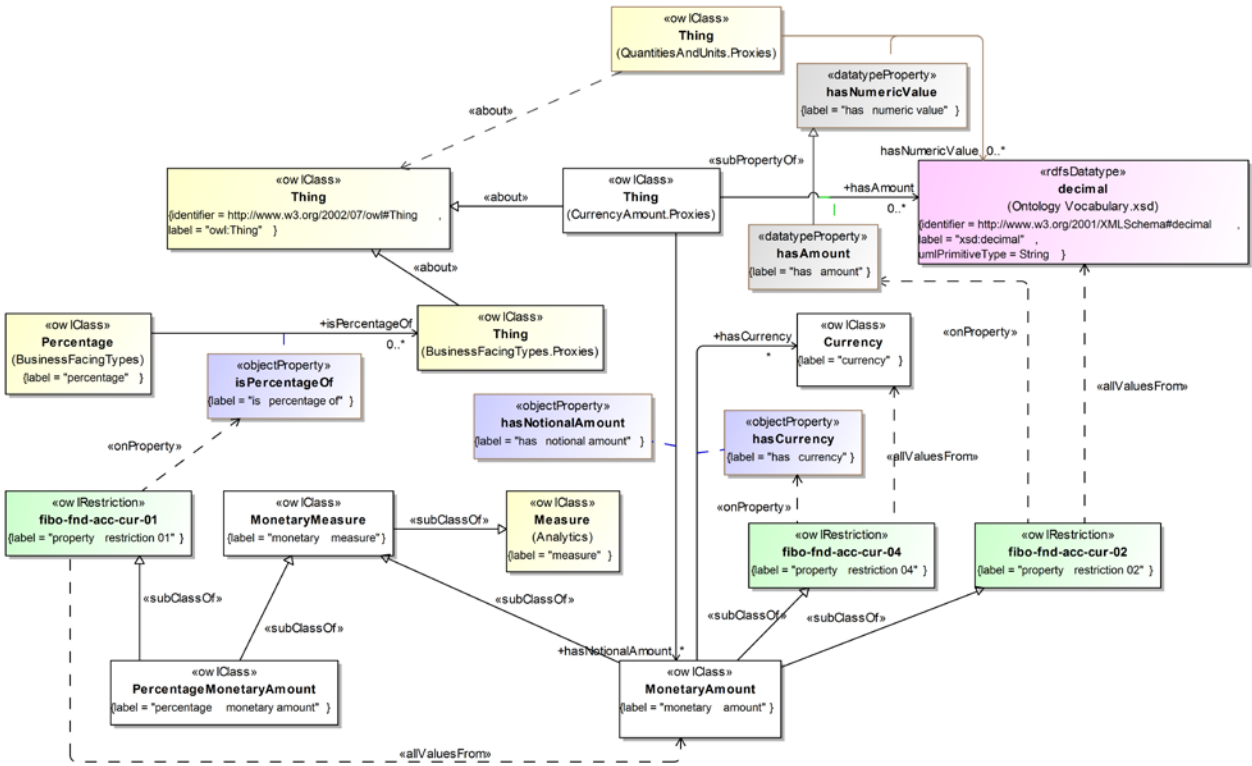 «owlClass»
Thing
(QuantitiesAndUnits.Proxies)
«datatypeProperty»
hasNumericValue
{label = "has numeric value" }
«about»
«subPropertyOf»
hasNumericValue 0..*
«owlClass»
Thing
{identifier = http://www.w3.org/2002/07/owl#Thing ,
label = "owl:Thing" }
«about»
«owlClass»
Thing
(CurrencyAmount.Proxies)
+hasAmount
0..*
«rdfsDatatype»
decimal
(Ontology Vocabulary.xsd)
{identifier = http://www.w3.org/2001/XMLSchema#decimal ,
label = "xsd:decimal" ,
umlPrimitiveType = String }
«datatypeProperty»
hasAmount
{label = "has amount" }
«about»
«owlClass»
Percentage
(BusinessFacingTypes)
{label = "percentage" }
+isPercentageOf
0..*
«owlClass»
Thing
(BusinessFacingTypes.Proxies)
+hasCurrency
*
«owlClass»
Currency
{label = "currency" }
«onProperty»
«objectProperty»
isPercentageOf
{label = "is percentage of" }
«allValuesFrom»
«objectProperty»
hasNotionalAmount
{label = "has notional amount" }
«objectProperty»
hasCurrency
{label = "has currency" }
«onProperty»
«allValuesFrom»
«owlRestriction»
fibo-fnd-acc-cur-01
{label = "property restriction 01" }
«owlClass»
MonetaryMeasure
{label = "monetary measure" }
«subClassOf»
«owlClass»
Measure
(Analytics)
{label = "measure" }
«onProperty»
«owlRestriction»
fibo-fnd-acc-cur-04
{label = "property restriction 04" }
«owlRestriction»
fibo-fnd-acc-cur-02
{label = "property restriction 02" }
«subClassOf»
«subClassOf»
«subClassOf»
«subClassOf»
«subClassOf»
+hasNotionalAmount *
«owlClass»
PercentageMonetaryAmount
{label = "percentage monetary amount" }
«owlClass»
MonetaryAmount
{label = "monetary amount" }
«allValuesFrom»